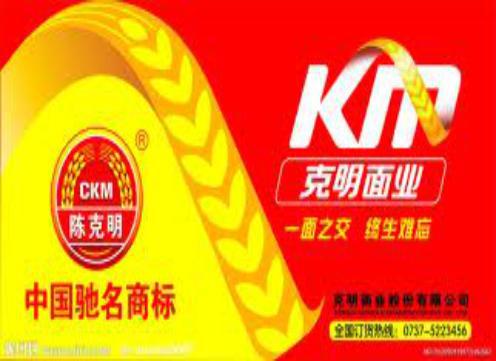 KM
克明面业
一面之交 终生难忘
®
CKM
陈克明
中国驰名商标
克明面业股份有限公司
全国订货热线: 0737-5223456